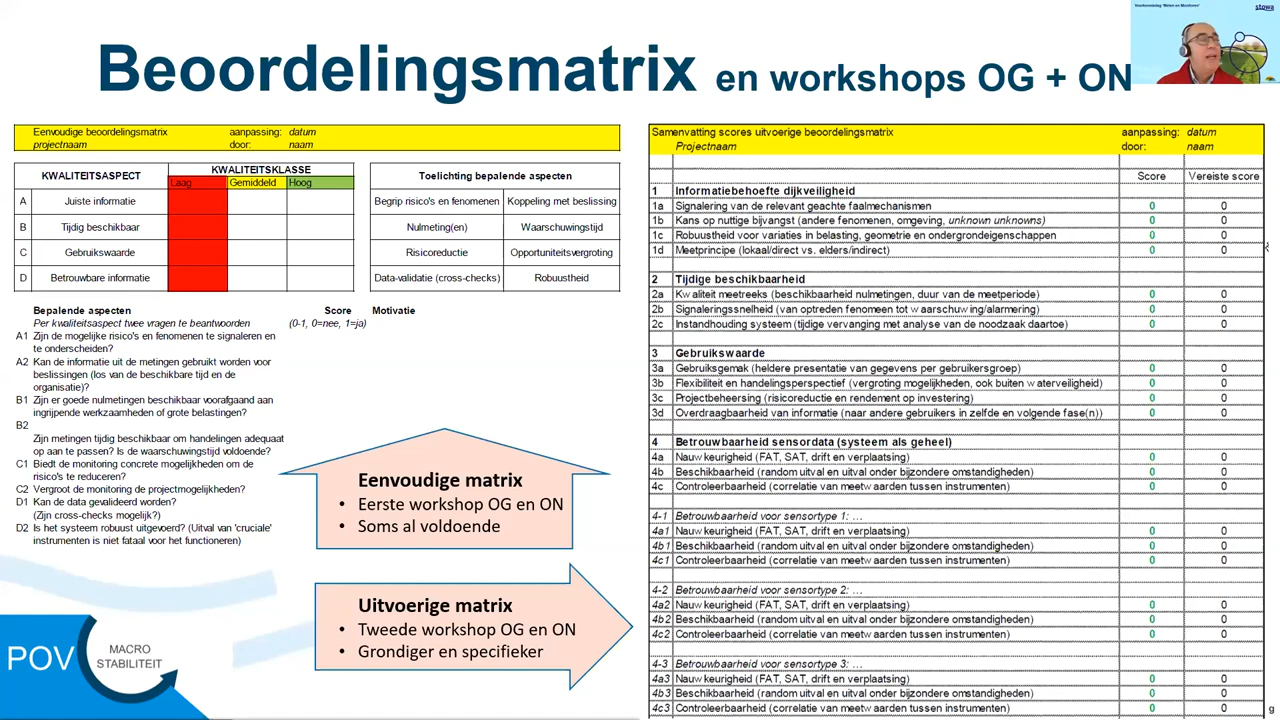 Voorkennisdag 'Meten en Monitoren'
stowa
Beoordelingsmatrix en workshops OG + ON
Eenvoudige beoordelingsmatrix aanpassing: datum
projectnaam door: naam
KWALITEITSASPECT KWALITEITSKLASSE
Laag Gemiddeld Hoog
A Juiste informatie
B Tijdig beschikbaar
C Gebruikswaarde
D Betrouwbare informatie
Toelichting bepalende aspecten
Begrip risico's en fenomenen Koppeling met beslissing
Nulmeting(en) Waarschuwingstijd
Risicoreductie Opportuniteitsvergroting
Data-validatie (cross-checks) Robuustheid
Bepalende aspecten Score Motivatie
Per kwaliteitsaspect twee vragen te beantwoorden (0-1, 0=nee, 1=ja)
A1 Zijn de mogelijke risico's en fenomenen te signaleren en
te onderscheiden?
A2 Kan de informatie uit de metingen gebruikt worden voor
beslissingen (los van de beschikbare tijd en de
organisatie)?
B1 Zijn er goede nulmetingen beschikbaar voorafgaand aan
ingrijpende werkzaamheden of grote belastingen?
B2
Zijn metingen tijdig beschikbaar om handelingen adequaat
op aan te passen? Is de waarschuwingstijd voldoende?
C1 Biedt de monitoring concrete mogelijkheden om de
risico's te reduceren?
C2 Vergroot de monitoring de projectmogelijkheden?
D1 Kan de data gevalideerd worden?
(Zijn cross-checks mogelijk?)
D2 Is het systeem robuust uitgevoerd? (Uitval van 'cruciale'
instrumenten is niet fataal voor het functioneren)
Eenvoudige matrix
• Eerste workshop OG en ON
• Soms al voldoende
Uitvoerige matrix
• Tweede workshop OG en ON
• Grondiger en specifieker
POV MACRO
STABILITEIT
Samenvatting scores uitvoerige beoordelingsmatrix aanpassing: datum
Projectnaam door: naam
Score Vereiste score
1 Informatiebehoefte dijkveiligheid
1a Signalering van de relevant geachte faalmechanismen 0 0
1b Kans op nuttige bijvangst (andere fenomenen, omgeving, unknown unknowns) 0 0
1c Robuustheid voor variaties in belasting, geometrie en ondergrondeigenschappen 0 0
1d Meetprincipe (lokaal/direct vs. elders/indirect) 0 0
2 Tijdige beschikbaarheid
2a Kwaliteit meetreeks (beschikbaarheid nulmetingen, duur van de meetperiode) 0 0
2b Signaleringssnelheid (van optreden fenomeen tot waarschuwing/alarmering) 0 0
2c Instandhouding systeem (tijdige vervanging met analyse van de noodzaak daartoe) 0 0
3 Gebruikswaarde
3a Gebruiksgemak (heldere presentatie van gegevens per gebruikersgroep) 0 0
3b Flexibiliteit en handelingsperspectief (vergroting mogelijkheden, ook buiten waterveiligheid) 0 0
3c Projectbeheersing (risicoreductie en rendement op investering) 0 0
3d Overdraagbaarheid van informatie (naar andere gebruikers in zelfde en volgende fase(n)) 0 0
4 Betrouwbaarheid sensordata (systeem als geheel)
4a Nauwkeurigheid (FAT, SAT, drift en verplaatsing) 0 0
4b Beschikbaarheid (random uitval en uitval onder bijzondere omstandigheden) 0 0
4c Controleerbaarheid (correlatie van meetwaarden tussen instrumenten) 0 0
4-1 Betrouwbaarheid voor sensortype 1: …
4a1 Nauwkeurigheid (FAT, SAT, drift en verplaatsing) 0 0
4b1 Beschikbaarheid (random uitval en uitval onder bijzondere omstandigheden) 0 0
4c1 Controleerbaarheid (correlatie van meetwaarden tussen instrumenten) 0 0
4-2 Betrouwbaarheid voor sensortype 2: …
4a2 Nauwkeurigheid (FAT, SAT, drift en verplaatsing) 0 0
4b2 Beschikbaarheid (random uitval en uitval onder bijzondere omstandigheden) 0 0
4c2 Controleerbaarheid (correlatie van meetwaarden tussen instrumenten) 0 0
4-3 Betrouwbaarheid voor sensortype 3: …
4a3 Nauwkeurigheid (FAT, SAT, drift en verplaatsing) 0 0
4b3 Beschikbaarheid (random uitval en uitval onder bijzondere omstandigheden) 0 0
4c3 Controleerbaarheid (correlatie van meetwaarden tussen instrumenten) 0 0
g